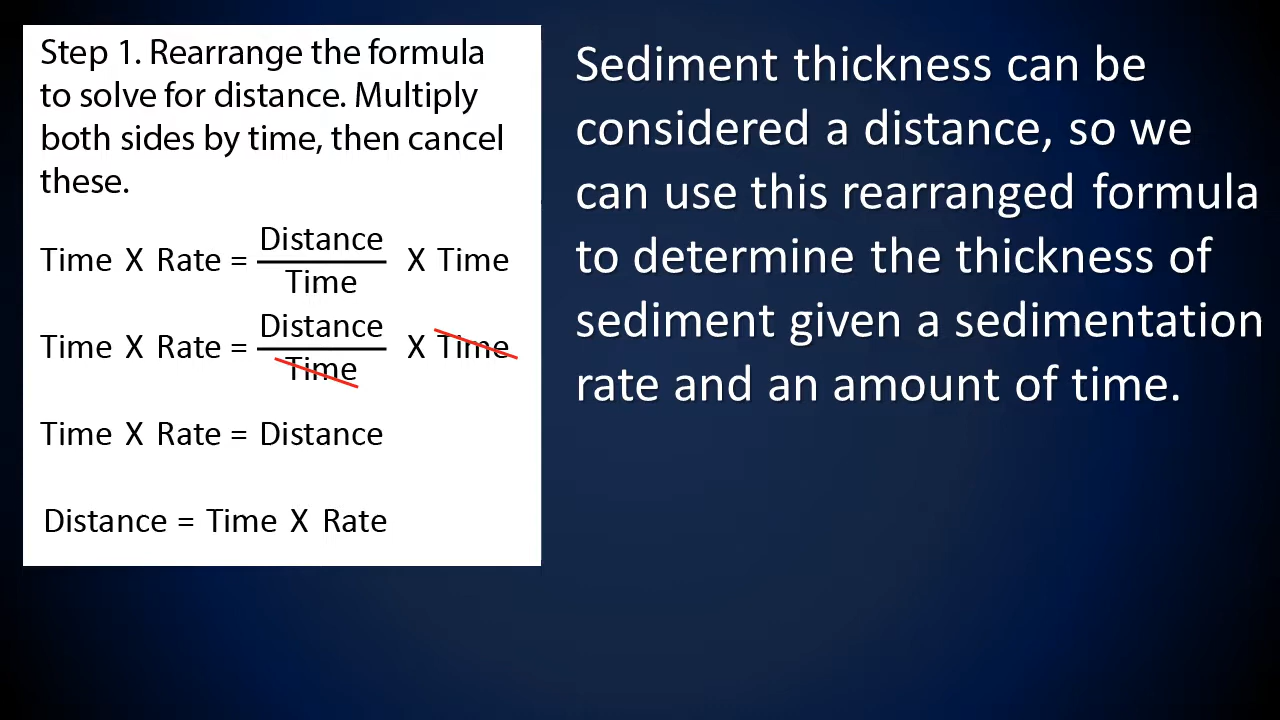 Step 1. Rearrange the formula
to solve for distance. Multiply
both sides by time, then cancel
these.
Time X Rate = Distance / Time X Time
Time X Rate = Distance / Time X Time
Time X Rate = Distance
Distance = Time X Rate
Sediment thickness can be
considered a distance, so we
can use this rearranged formula
to determine the thickness of
sediment given a sedimentation
rate and an amount of time.